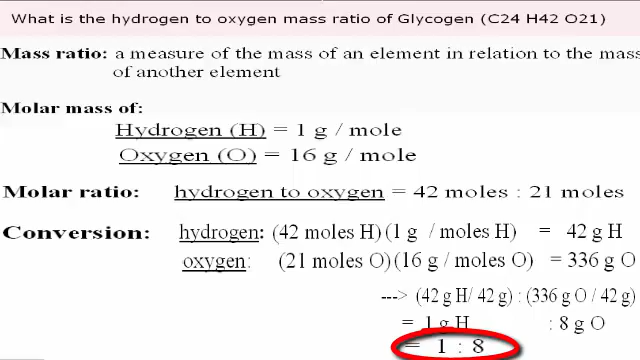 What is the hydrogen to oxygen mass ratio of Glycogen (C24 H42 O21)
Mass ratio: a measure of the mass of an element in relation to the mass
of another element
Molar mass of:
Hydrogen (H) = 1 g / mole
Oxygen (O) = 16 g / mole
Molar ratio: hydrogen to oxygen = 42 moles : 21 moles
Conversion: hydrogen: (42 moles H)(1 g / moles H) = 42 g H
oxygen: (21 moles O)(16 g / moles O) = 336 g O
---> (42 g H/ 42 g) : (336 g O / 42 g)
= 1 g H : 8 g O
= 1 : 8